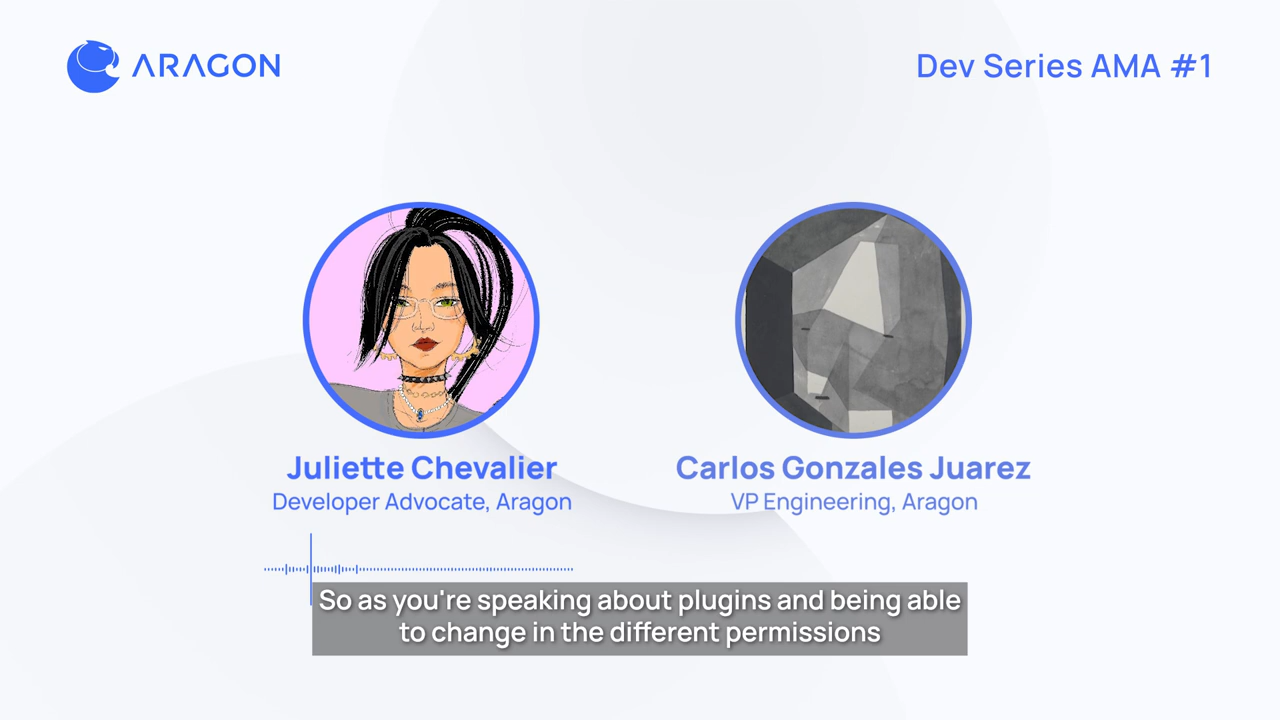 ARAGON
Dev Series AMA #1
Juliette Chevalier
Developer Advocate, Aragon
Carlos Gonzales Juarez
VP Engineering, Aragon
So as you're speaking about plugins and being able
to change in the different permissions